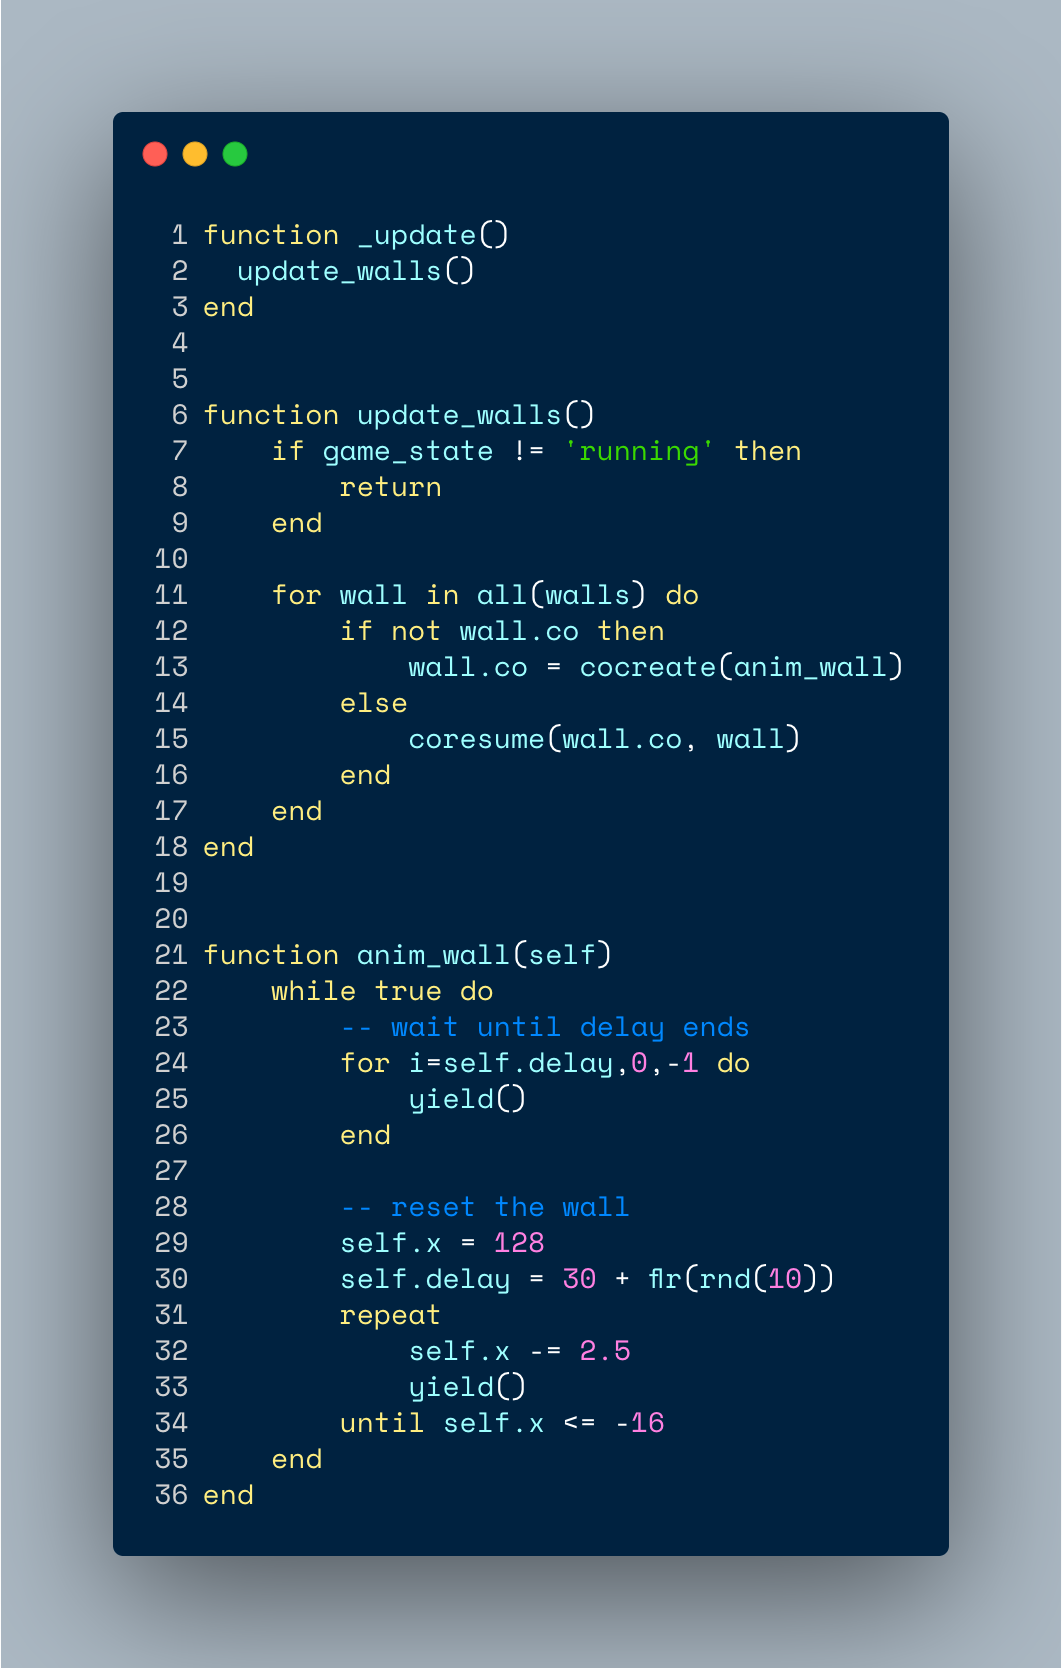 1 function _update()
2   update_walls()
3 end
4
5
6 function update_walls()
7     if game_state != 'running' then
8         return
9     end
10
11     for wall in all(walls) do
12         if not wall.co then
13             wall.co = cocreate(anim_wall)
14         else
15             coresume(wall.co, wall)
16         end
17     end
18 end
19
20
21 function anim_wall(self)
22     while true do
23         -- wait until delay ends
24         for i=self.delay,0,-1 do
25             yield()
26         end
27
28         -- reset the wall
29         self.x = 128
30         self.delay = 30 + flr(rnd(10))
31         repeat
32             self.x -= 2.5
33             yield()
34         until self.x <= -16
35     end
36 end